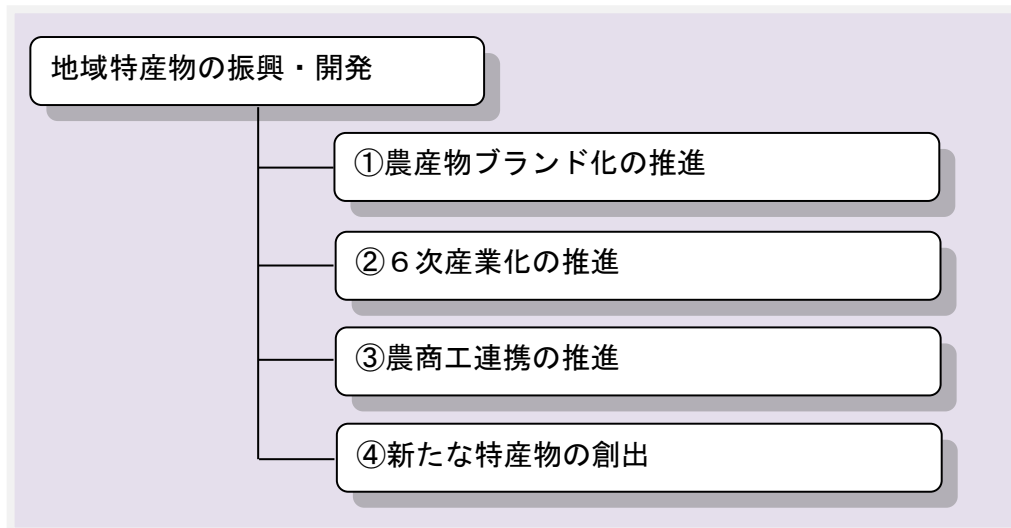 地域特産物の振興・開発
①農産物ブランド化の推進
②６次産業化の推進
③農商工連携の推進
④新たな特産物の創出